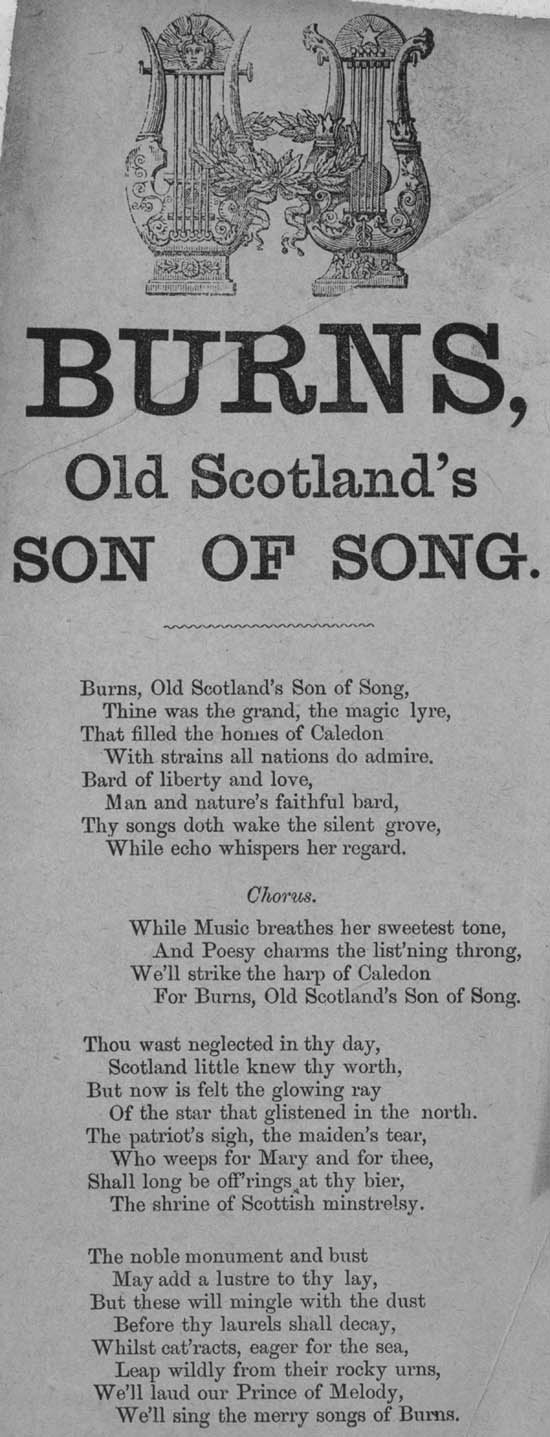 BURNS,
Old Scotland's
SON OF SONG.
Burns, Old Scotland's Son of Song,
Thine was the grand, the magic lyre,
That filled the homes of Caledon
With strains all nations do admire.
Bard of liberty and love,
Man and nature's faithful bard,
Thy songs doth wake the silent grove,
While echo whispers her regard.
Chorus.
While Music breathes her sweetest tone,
And Poesy charms the list'ning throng,
We'll strike the harp of Caledon
For Burns, Old Scotland's Son of Song.
Thou wast neglected in thy day,
Scotland little knew thy worth,
But now is felt the glowing ray
Of the star that glistened in the north.
The patriot's sigh, the maiden's tear,
Who weeps for Mary and for thee,
Shall long be off'rings at thy bier,
The shrine of Scottish minstrelsy.
The noble monument and bust
May add a lustre to thy lay,
But these will mingle with the dust
Before thy laurels shall decay,
Whilst cat'racts, eager for the sea,
Leap wildly from their rocky urns,
We'll laud our Prince of Melody,
We'll sing the merry songs of Burns.